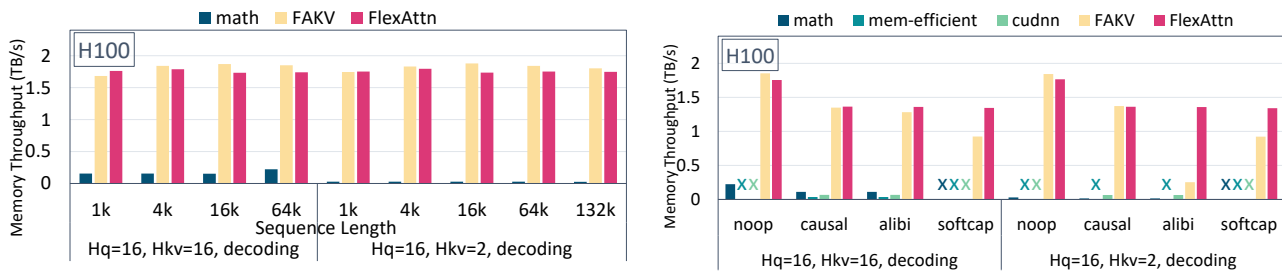 math FAKV FlexAttn
H100
Memory Throughput (TB/s)
2
1.5
1
0.5
0
1k 4k 16k 64k 1k 4k 16k 64k 132k
Sequence Length
Hq=16, Hkv=16, decoding Hq=16, Hkv=2, decoding
math mem-efficient cudnn FAKV FlexAttn
H100
Memory Throughput (TB/s)
2
1.5
1
0.5
0
X X X X X X X X X X X X
noop causal alibi softcap noop causal alibi softcap
Hq=16, Hkv=16, decoding Hq=16, Hkv=2, decoding